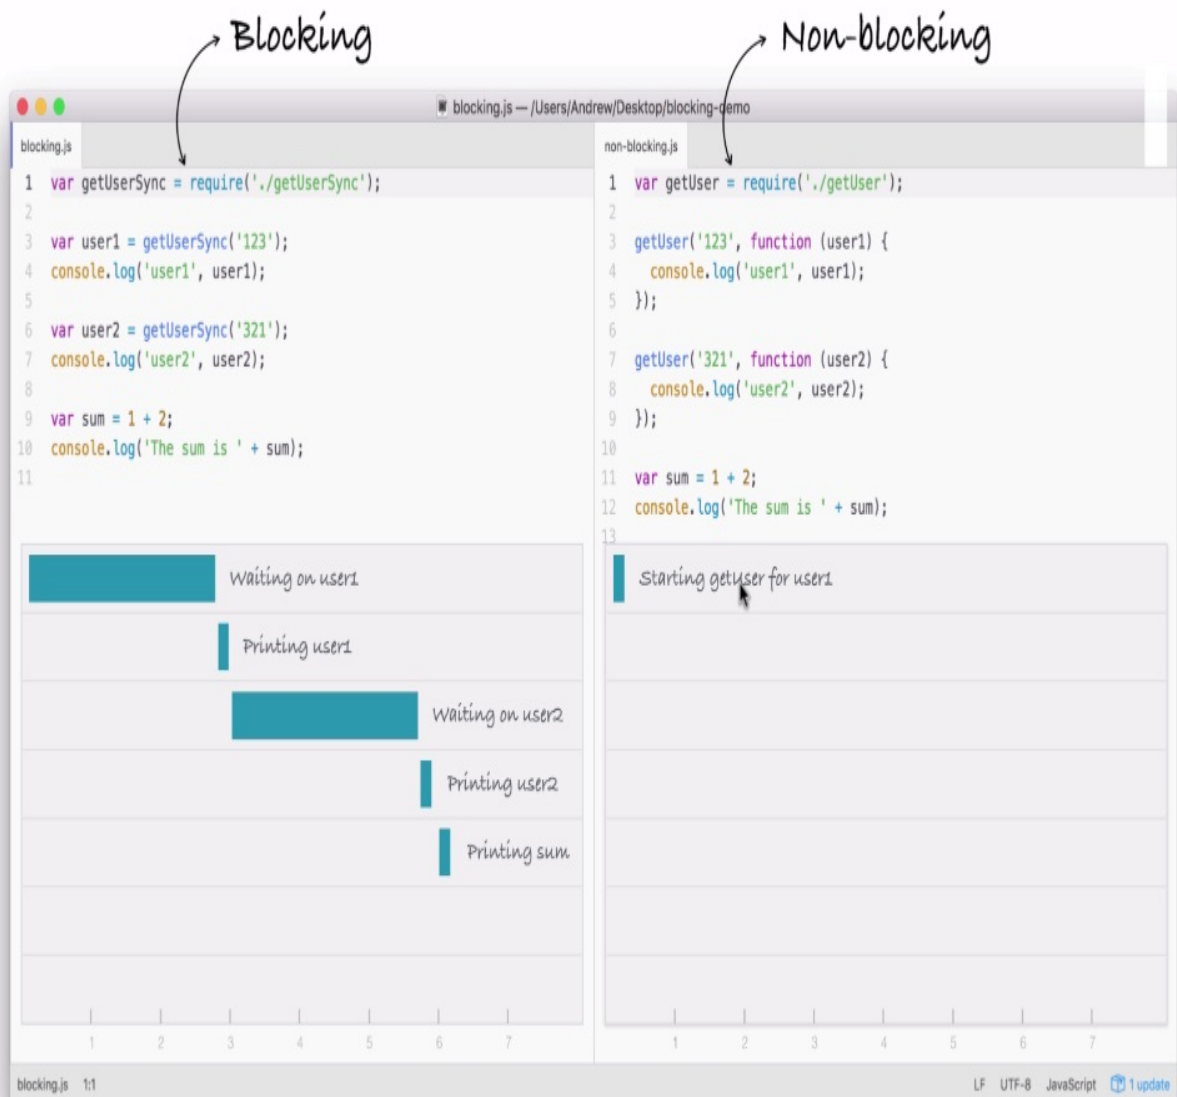 Blocking
Non-blocking
blocking.js — /Users/Andrew/Desktop/blocking-demo
blocking.js
1 var getUserSync = require('./getUserSync');
2
3 var user1 = getUserSync('123');
4 console.log('user1', user1);
5
6 var user2 = getUserSync('321');
7 console.log('user2', user2);
8
9 var sum = 1 + 2;
10 console.log('The sum is ' + sum);
11
Waiting on user1
Printing user1
Waiting on user2
Printing user2
Printing sum
1 2 3 4 5 6 7
non-blocking.js
1 var getUser = require('./getUser');
2
3 getUser('123', function (user1) {
4 console.log('user1', user1);
5 });
6
7 getUser('321', function (user2) {
8 console.log('user2', user2);
9 });
10
11 var sum = 1 + 2;
12 console.log('The sum is ' + sum);
13
Starting getUser for user1
1 2 3 4 5 6 7
blocking.js 1:1
LF UTF-8 JavaScript 1 update